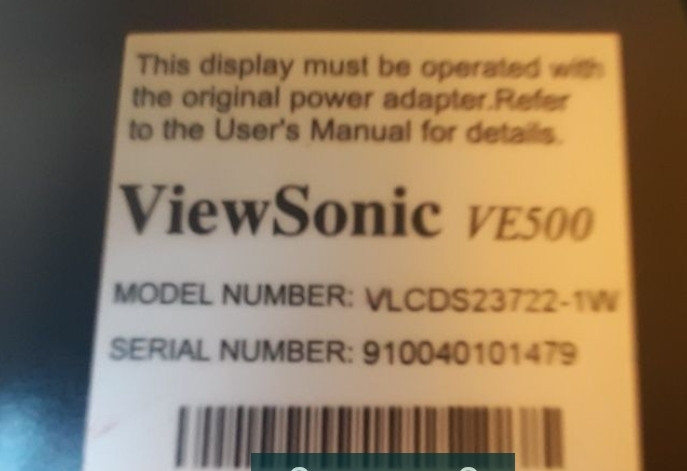 This display must be operated with
the original power adapter.Refer
to the User's Manual for details.
ViewSonic VE500
MODEL NUMBER: VLCDS23722-1W
SERIAL NUMBER: 910040101479